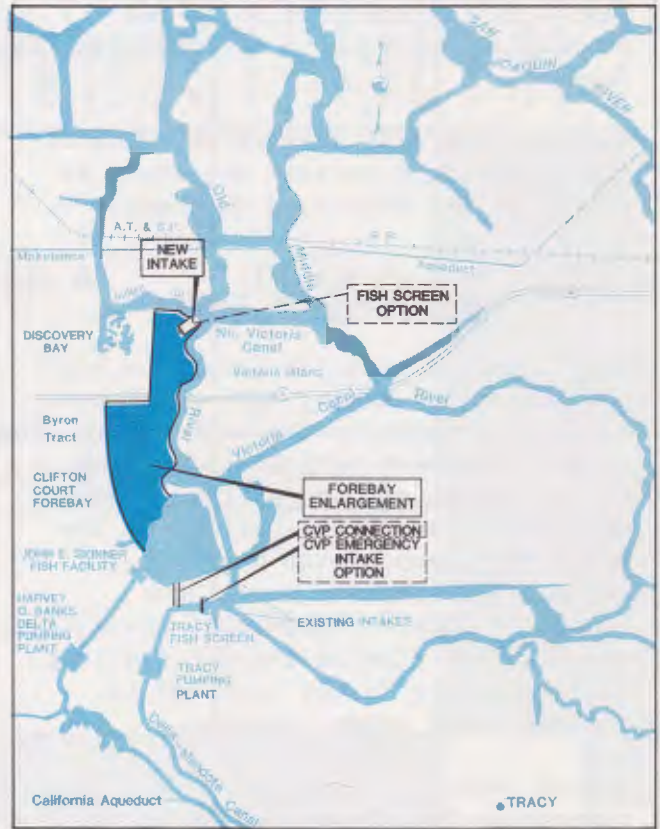 SAN
JOAQUIN
RIVER
Old
Middle
A.T. & S.F.
S.P.
Mokelumne
Aqueduct
NEW
INTAKE
FISH SCREEN
OPTION
DISCOVERY
BAY
No. Victoria
Canal
Victoria Island
Byron
Tract
River
Victoria
Canal
River
CLIFTON
COURT
FOREBAY
FOREBAY
ENLARGEMENT
CVP CONNECTION
CVP EMERGENCY
INTAKE
OPTION
JOHN E. SKINNER
FISH FACILITY
HARVEY
O. BANKS
DELTA
PUMPING
PLANT
TRACY
FISH SCREEN
EXISTING INTAKES
TRACY
PUMPING
PLANT
Delta-Mendota Canal
California Aqueduct
TRACY